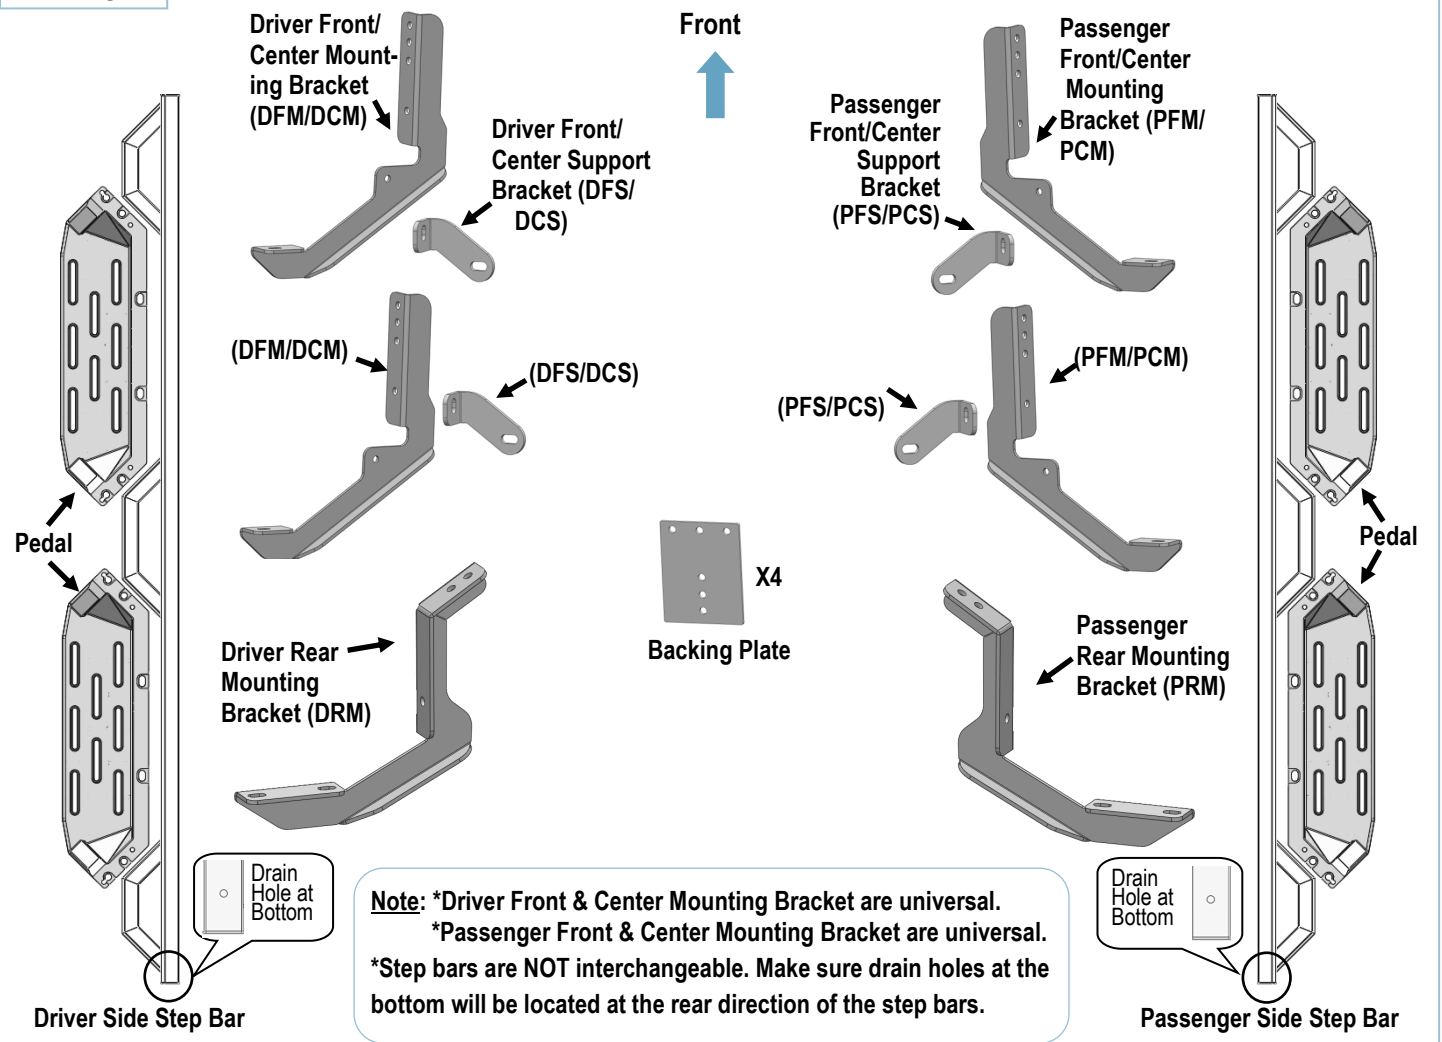 Driver Front/
Center Mount-
ing Bracket
(DFM/DCM)
Front
Passenger
Front/Center
Mounting
Bracket (PFM/
PCM)
Driver Front/
Center Support
Bracket (DFS/
DCS)
Passenger
Front/Center
Support
Bracket
(PFS/PCS)
(DFM/DCM)
(DFS/DCS)
(PFS/PCS)
(PFM/PCM)
Pedal
Pedal
X4
Backing Plate
Driver Rear
Mounting
Bracket (DRM)
Passenger
Rear Mounting
Bracket (PRM)
Drain
Hole at
Bottom
Drain
Hole at
Bottom
Note: *Driver Front & Center Mounting Bracket are universal.
*Passenger Front & Center Mounting Bracket are universal.
*Step bars are NOT interchangeable. Make sure drain holes at the
bottom will be located at the rear direction of the step bars.
Driver Side Step Bar
Passenger Side Step Bar